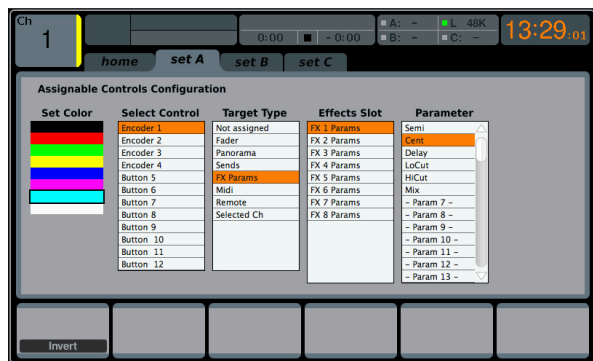 Ch
1
A: - L 48K
0:00 - 0:00 B: - C: -
13:29:01
home set A set B set C
Assignable Controls Configuration
Set Color Select Control Target Type Effects Slot Parameter
Encoder 1 Not assigned FX 1 Params Semi
Encoder 2 Fader FX 2 Params Cent
Encoder 3 Panorama FX 3 Params Delay
Encoder 4 Sends FX 4 Params LoCut
Button 5 FX Params FX 5 Params HiCut
Button 6 Midi FX 6 Params Mix
Button 7 Remote FX 7 Params - Param 7 -
Button 8 Selected Ch FX 8 Params - Param 8 -
Button 9 - Param 9 -
Button 10 - Param 10 -
Button 11 - Param 11 -
Button 12 - Param 12 -
- Param 13 -
Invert